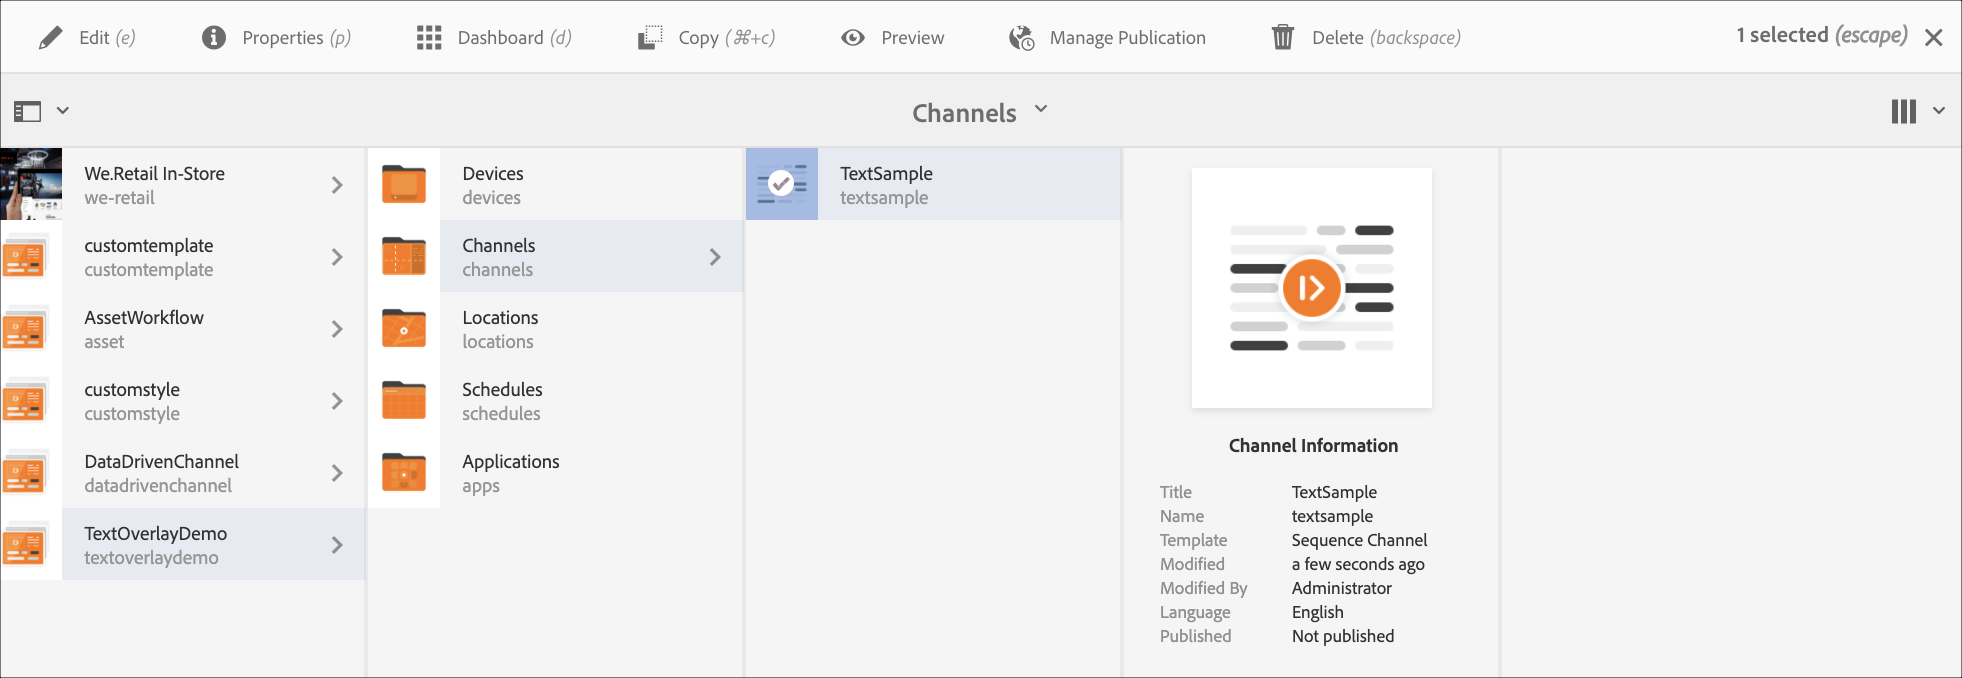 Edit (e) Properties (p) Dashboard (d) Copy (⌘+c) Preview Manage Publication Delete (backspace) 1 selected (escape)
Channels
We.Retail In-Store
we-retail
customtemplate
customtemplate
AssetWorkflow
asset
customstyle
customstyle
DataDrivenChannel
datadrivenchannel
TextOverlayDemo
textoverlaydemo
Devices
devices
Channels
channels
Locations
locations
Schedules
schedules
Applications
apps
TextSample
textsample
Channel Information
Title TextSample
Name textsample
Template Sequence Channel
Modified a few seconds ago
Modified By Administrator
Language English
Published Not published